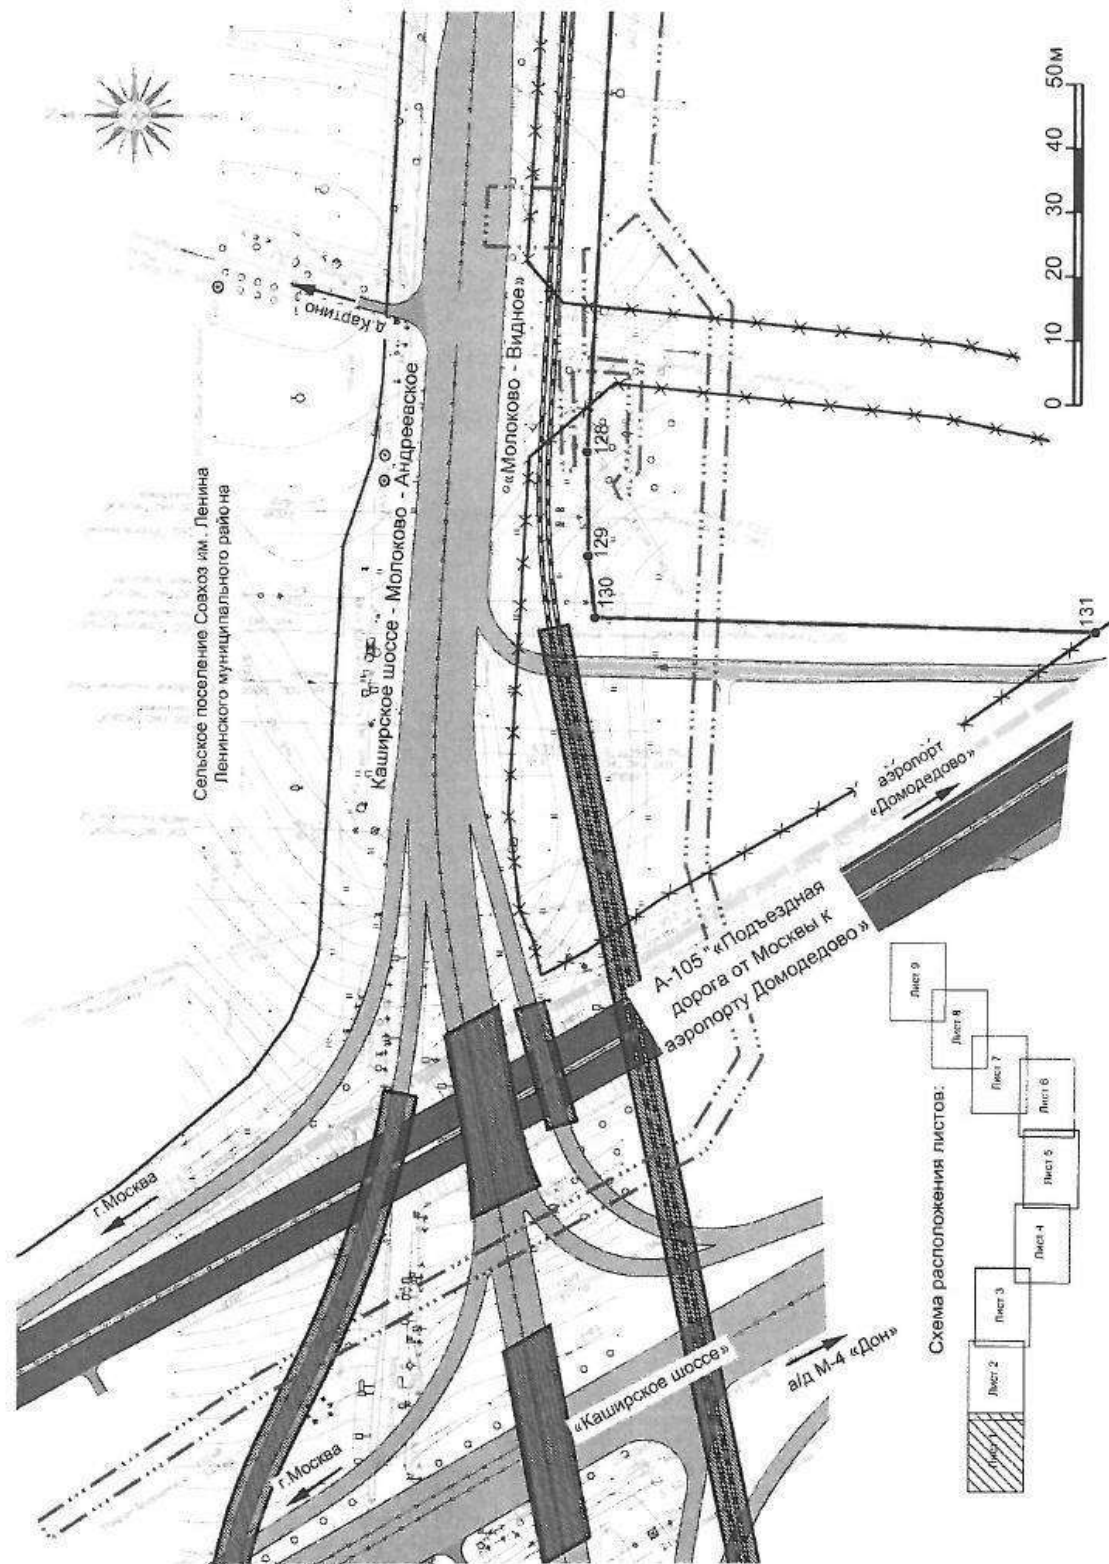 Сельское поселение Совхоз им. Ленина
Ленинского муниципального района
Каширское шоссе - Молоково - Андреевское
д.Картино
«Молоково - Видное»
128
129
130
131
г.Москва
г.Москва
А-105 "«Подъездная
дорога от Москвы к
аэропорту Домодедово»
аэропорт
«Домодедово»
«Каширское шоссе»
а/д М-4 «Дон»
0 10 20 30 40 50м
Схема расположения листов:
Лист 1
Лист 2
Лист 3
Лист 4
Лист 5
Лист 6
Лист 7
Лист 8
Лист 9